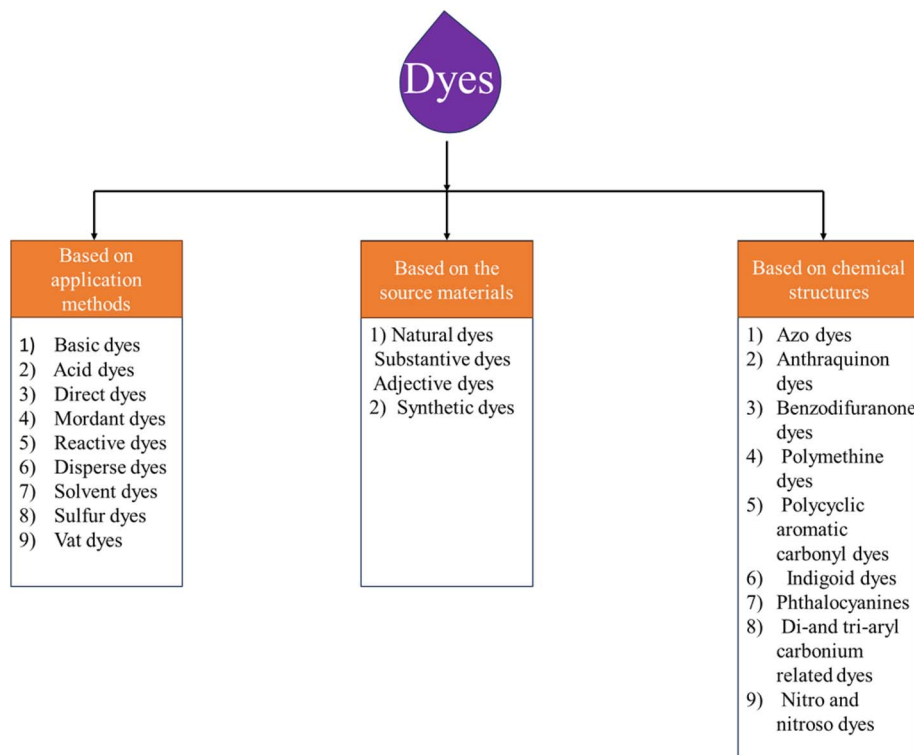 Dyes
Based on
application
methods
1) Basic dyes
2) Acid dyes
3) Direct dyes
4) Mordant dyes
5) Reactive dyes
6) Disperse dyes
7) Solvent dyes
8) Sulfur dyes
9) Vat dyes
Based on the
source materials
1) Natural dyes
Substantive dyes
Adjective dyes
2) Synthetic dyes
Based on chemical
structures
1) Azo dyes
2) Anthraquinon
dyes
3) Benzodifuranone
dyes
4) Polymethine
dyes
5) Polycyclic
aromatic
carbonyl dyes
6) Indigoid dyes
7) Phthalocyanines
8) Di-and tri-aryl
carbonium
related dyes
9) Nitro and
nitroso dyes